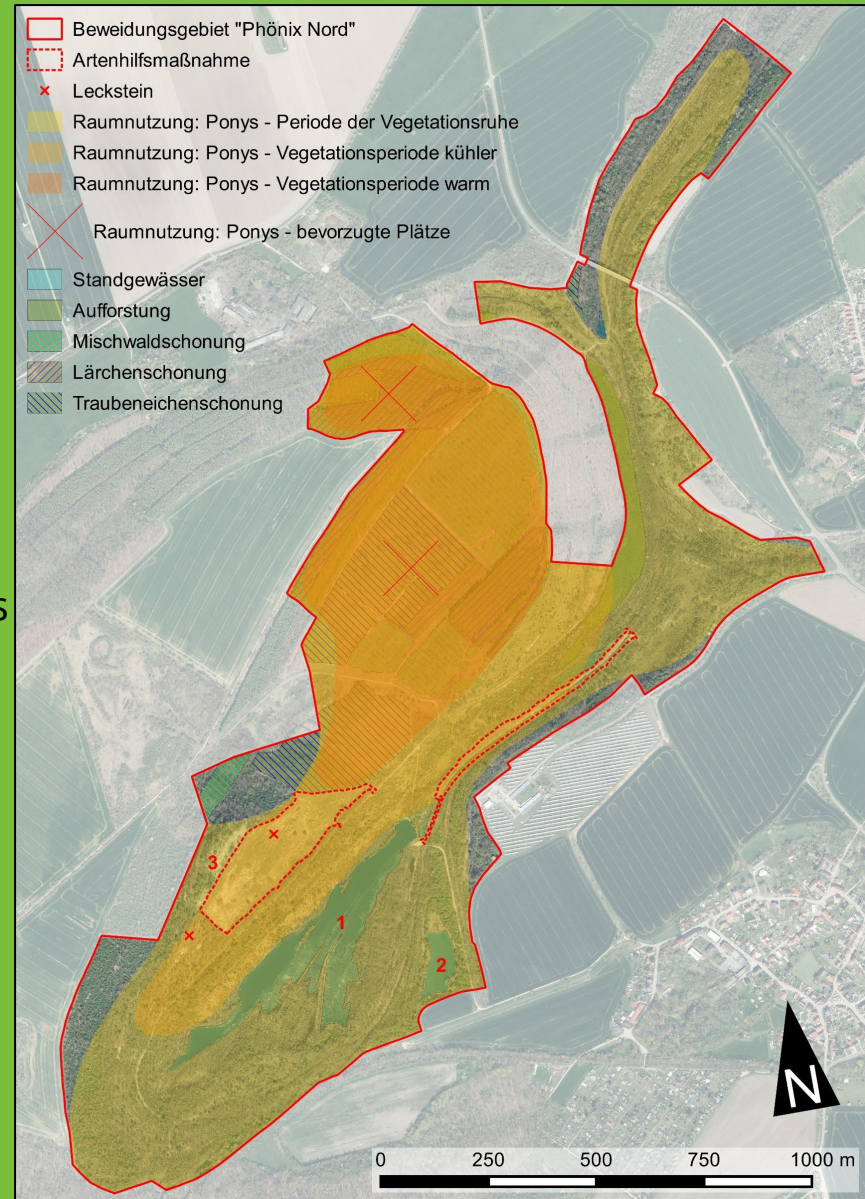 Beweidungsgebiet "Phönix Nord"
Artenhilfsmaßnahme
Leckstein
Raumnutzung: Ponys - Periode der Vegetationsruhe
Raumnutzung: Ponys - Vegetationsperiode kühler
Raumnutzung: Ponys - Vegetationsperiode warm
Raumnutzung: Ponys - bevorzugte Plätze
Standgewässer
Aufforstung
Mischwaldschonung
Lärchenschonung
Traubeneichenschonung
s
3
1
2
N
0 250 500 750 1000 m